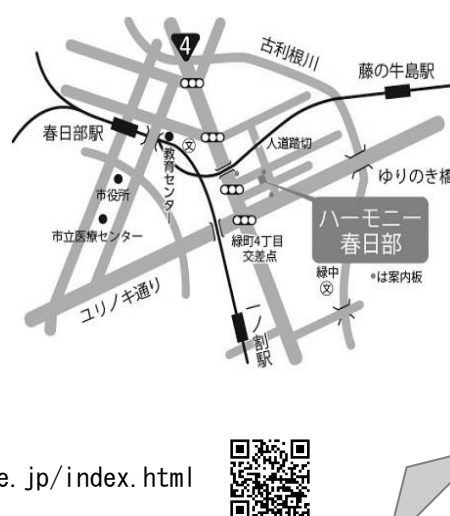 4
古利根川
藤の牛島駅
春日部駅
文
人道踏切
教育センター
ゆりのき橋
市役所
市立医療センター
ハーモニー
春日部
緑町4丁目
交差点
緑中
文
•は案内板
ユリノキ通り
一ノ割駅
e.jp/index.html